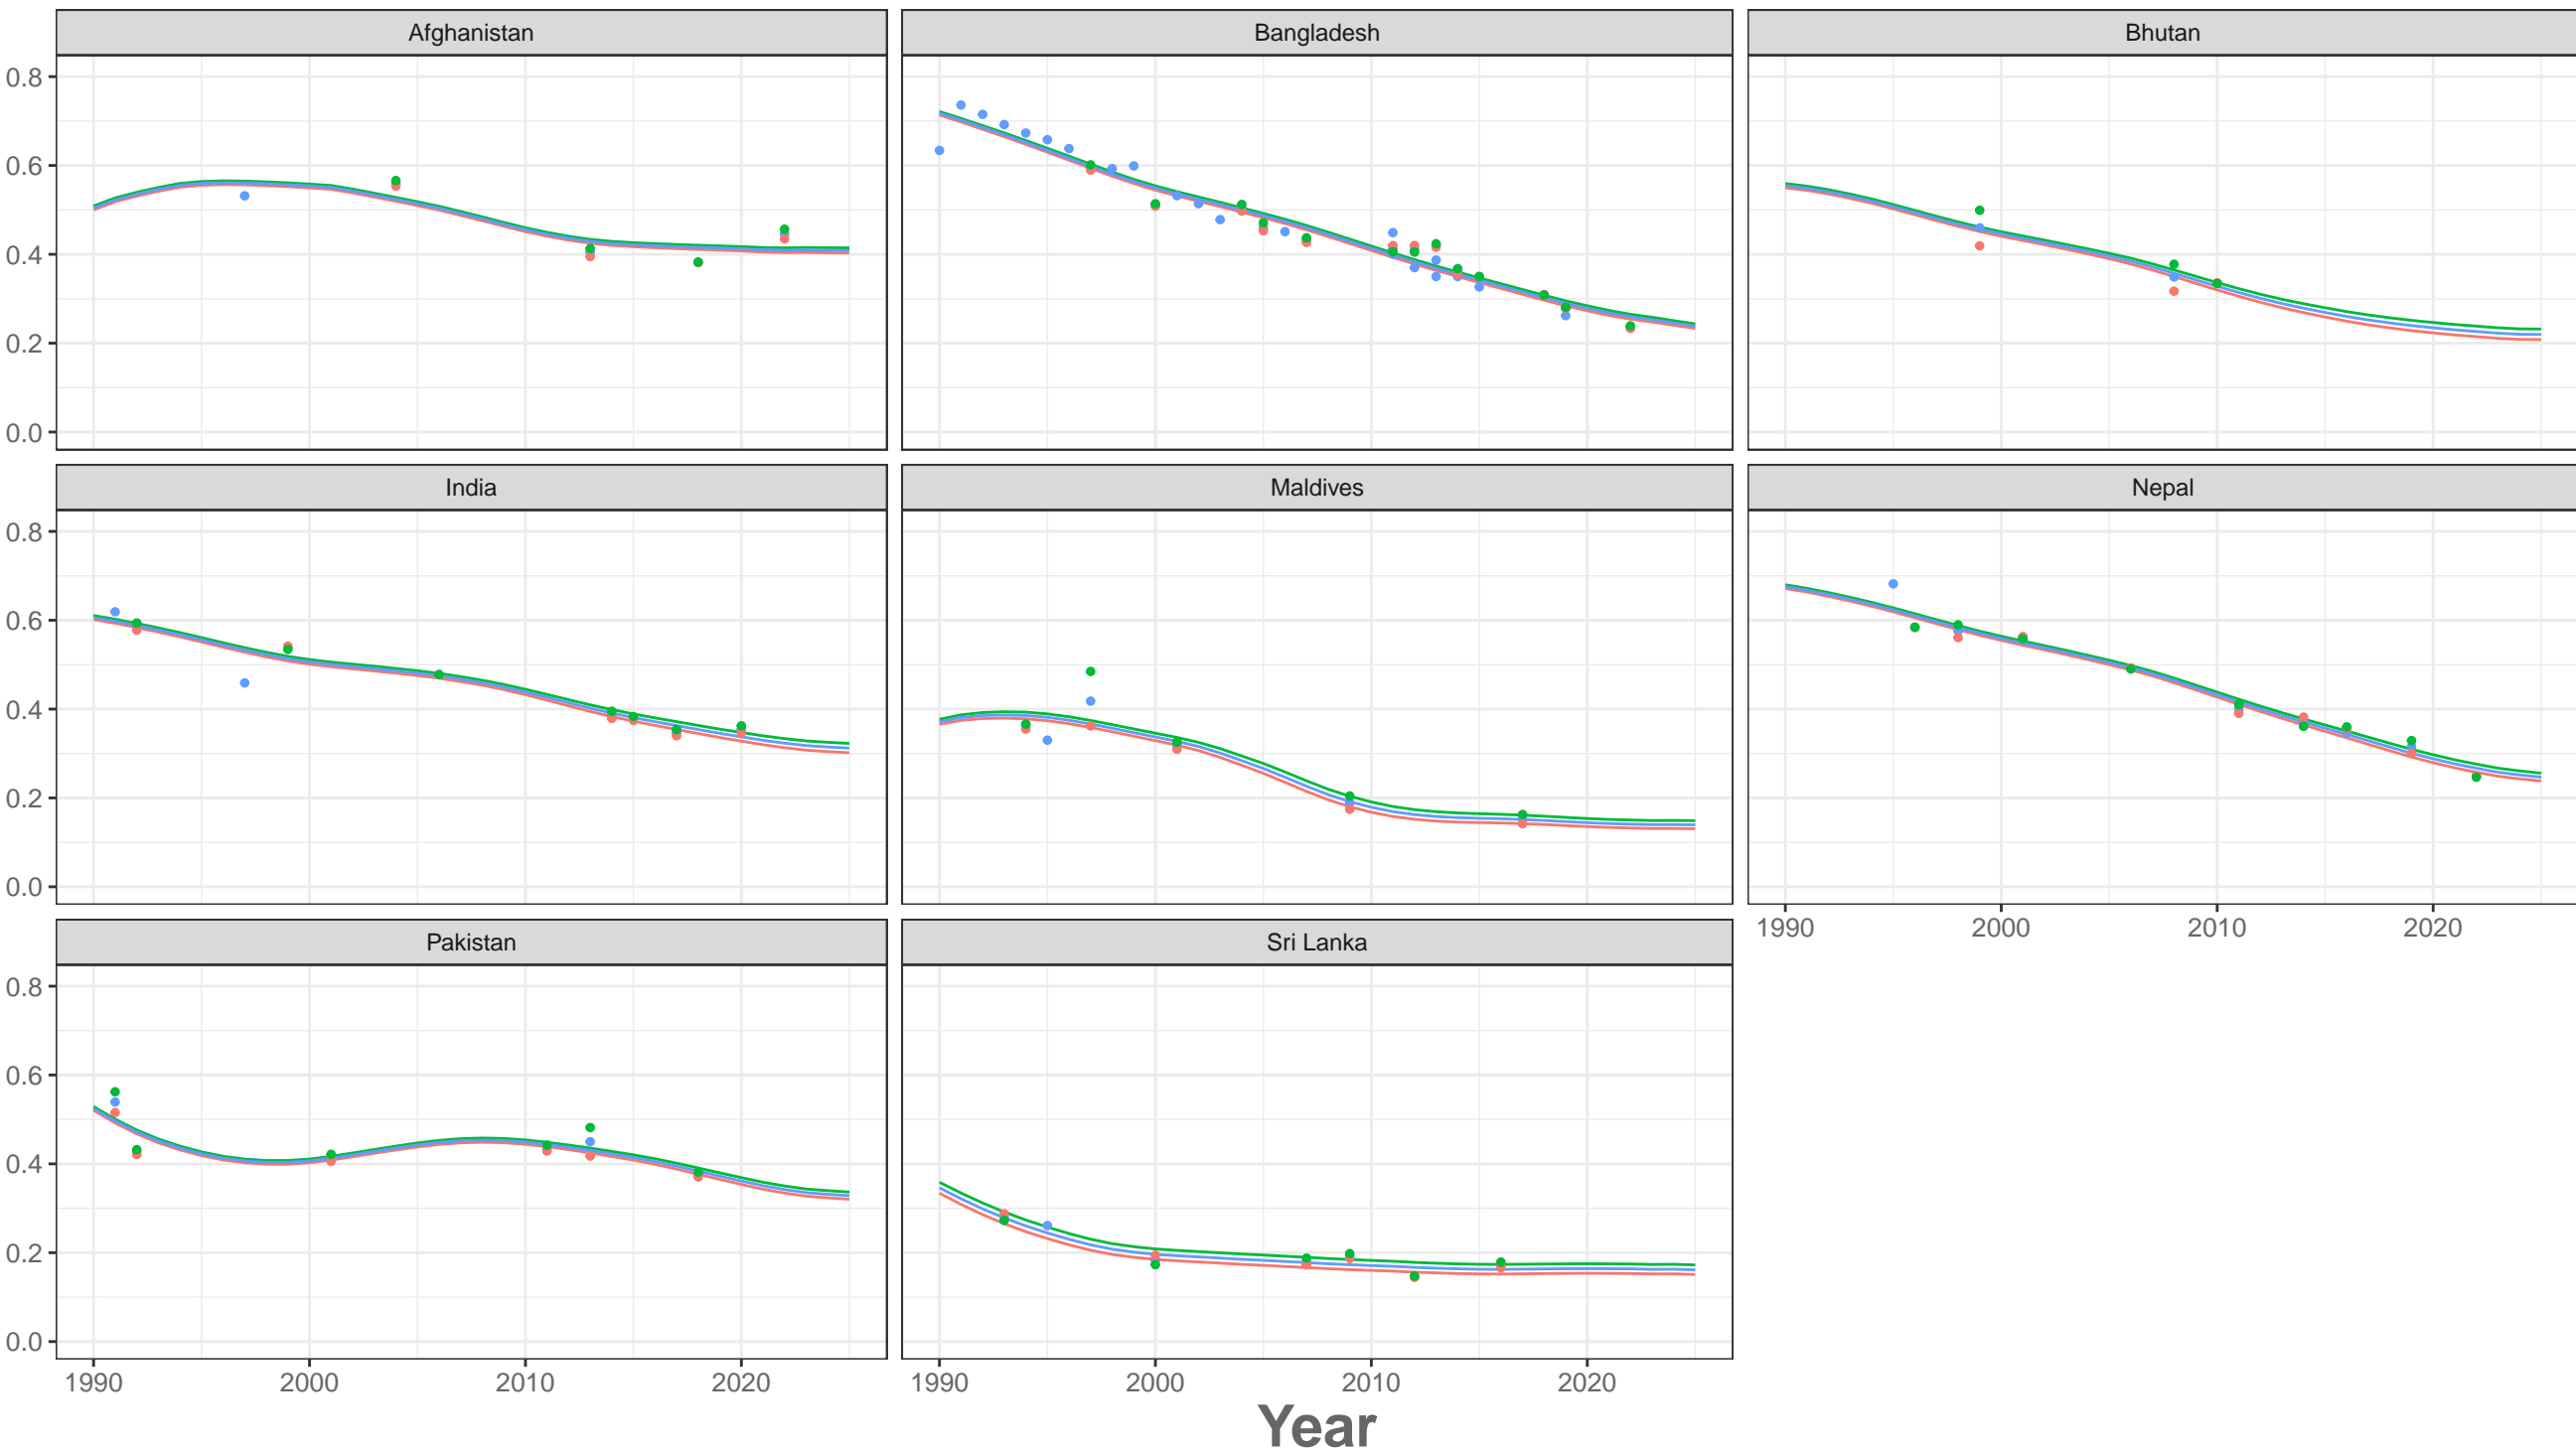 Afghanistan Bangladesh Bhutan
0.8
0.6
0.4
0.2
0.0
India Maldives Nepal
0.8
0.6
0.4
0.2
0.0
1990 2000 2010 2020
Pakistan Sri Lanka
0.8
0.6
0.4
0.2
0.0
1990 2000 2010 2020 1990 2000 2010 2020
Year